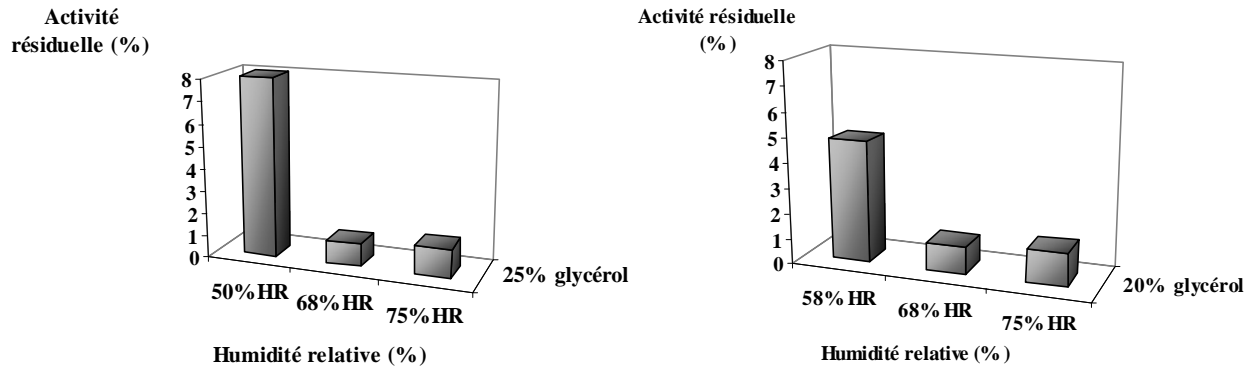 Activité
résiduelle (%)
8
7
6
5
4
3
2
1
0
50%HR
68%HR
75%HR
25% glycérol
Humidité relative (%)
Activité résiduelle
(%)
8
7
6
5
4
3
2
1
0
58%HR
68%HR
75%HR
20% glycérol
Humidité relative (%)